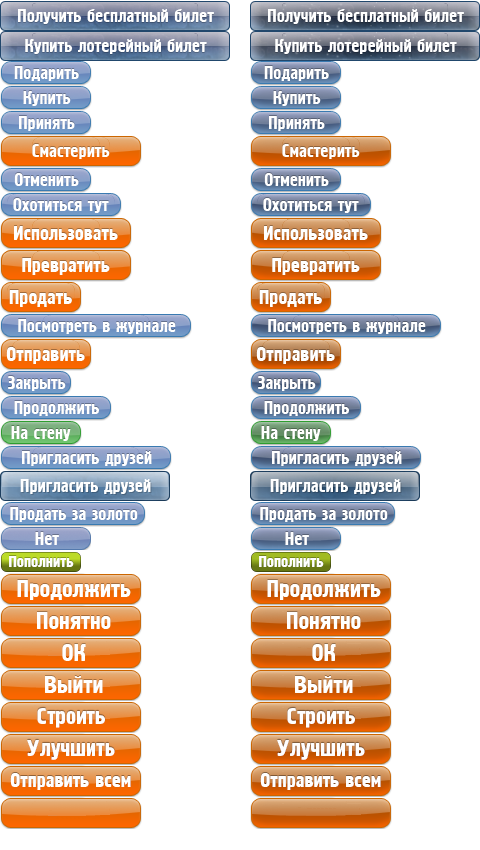 Получить бесплатный билет Получить бесплатный билет
Купить лотерейный билет Купить лотерейный билет
Подарить Подарить
Купить Купить
Принять Принять
Смастерить Смастерить
Отменить Отменить
Охотиться тут Охотиться тут
Использовать Использовать
Превратить Превратить
Продать Продать
Посмотреть в журнале Посмотреть в журнале
Отправить Отправить
Закрыть Закрыть
Продолжить Продолжить
На стену На стену
Пригласить друзей Пригласить друзей
Пригласить друзей Пригласить друзей
Продать за золото Продать за золото
Нет Нет
Пополнить Пополнить
Продолжить Продолжить
Понятно Понятно
ОК ОК
Выйти Выйти
Строить Строить
Улучшить Улучшить
Отправить всем Отправить всем